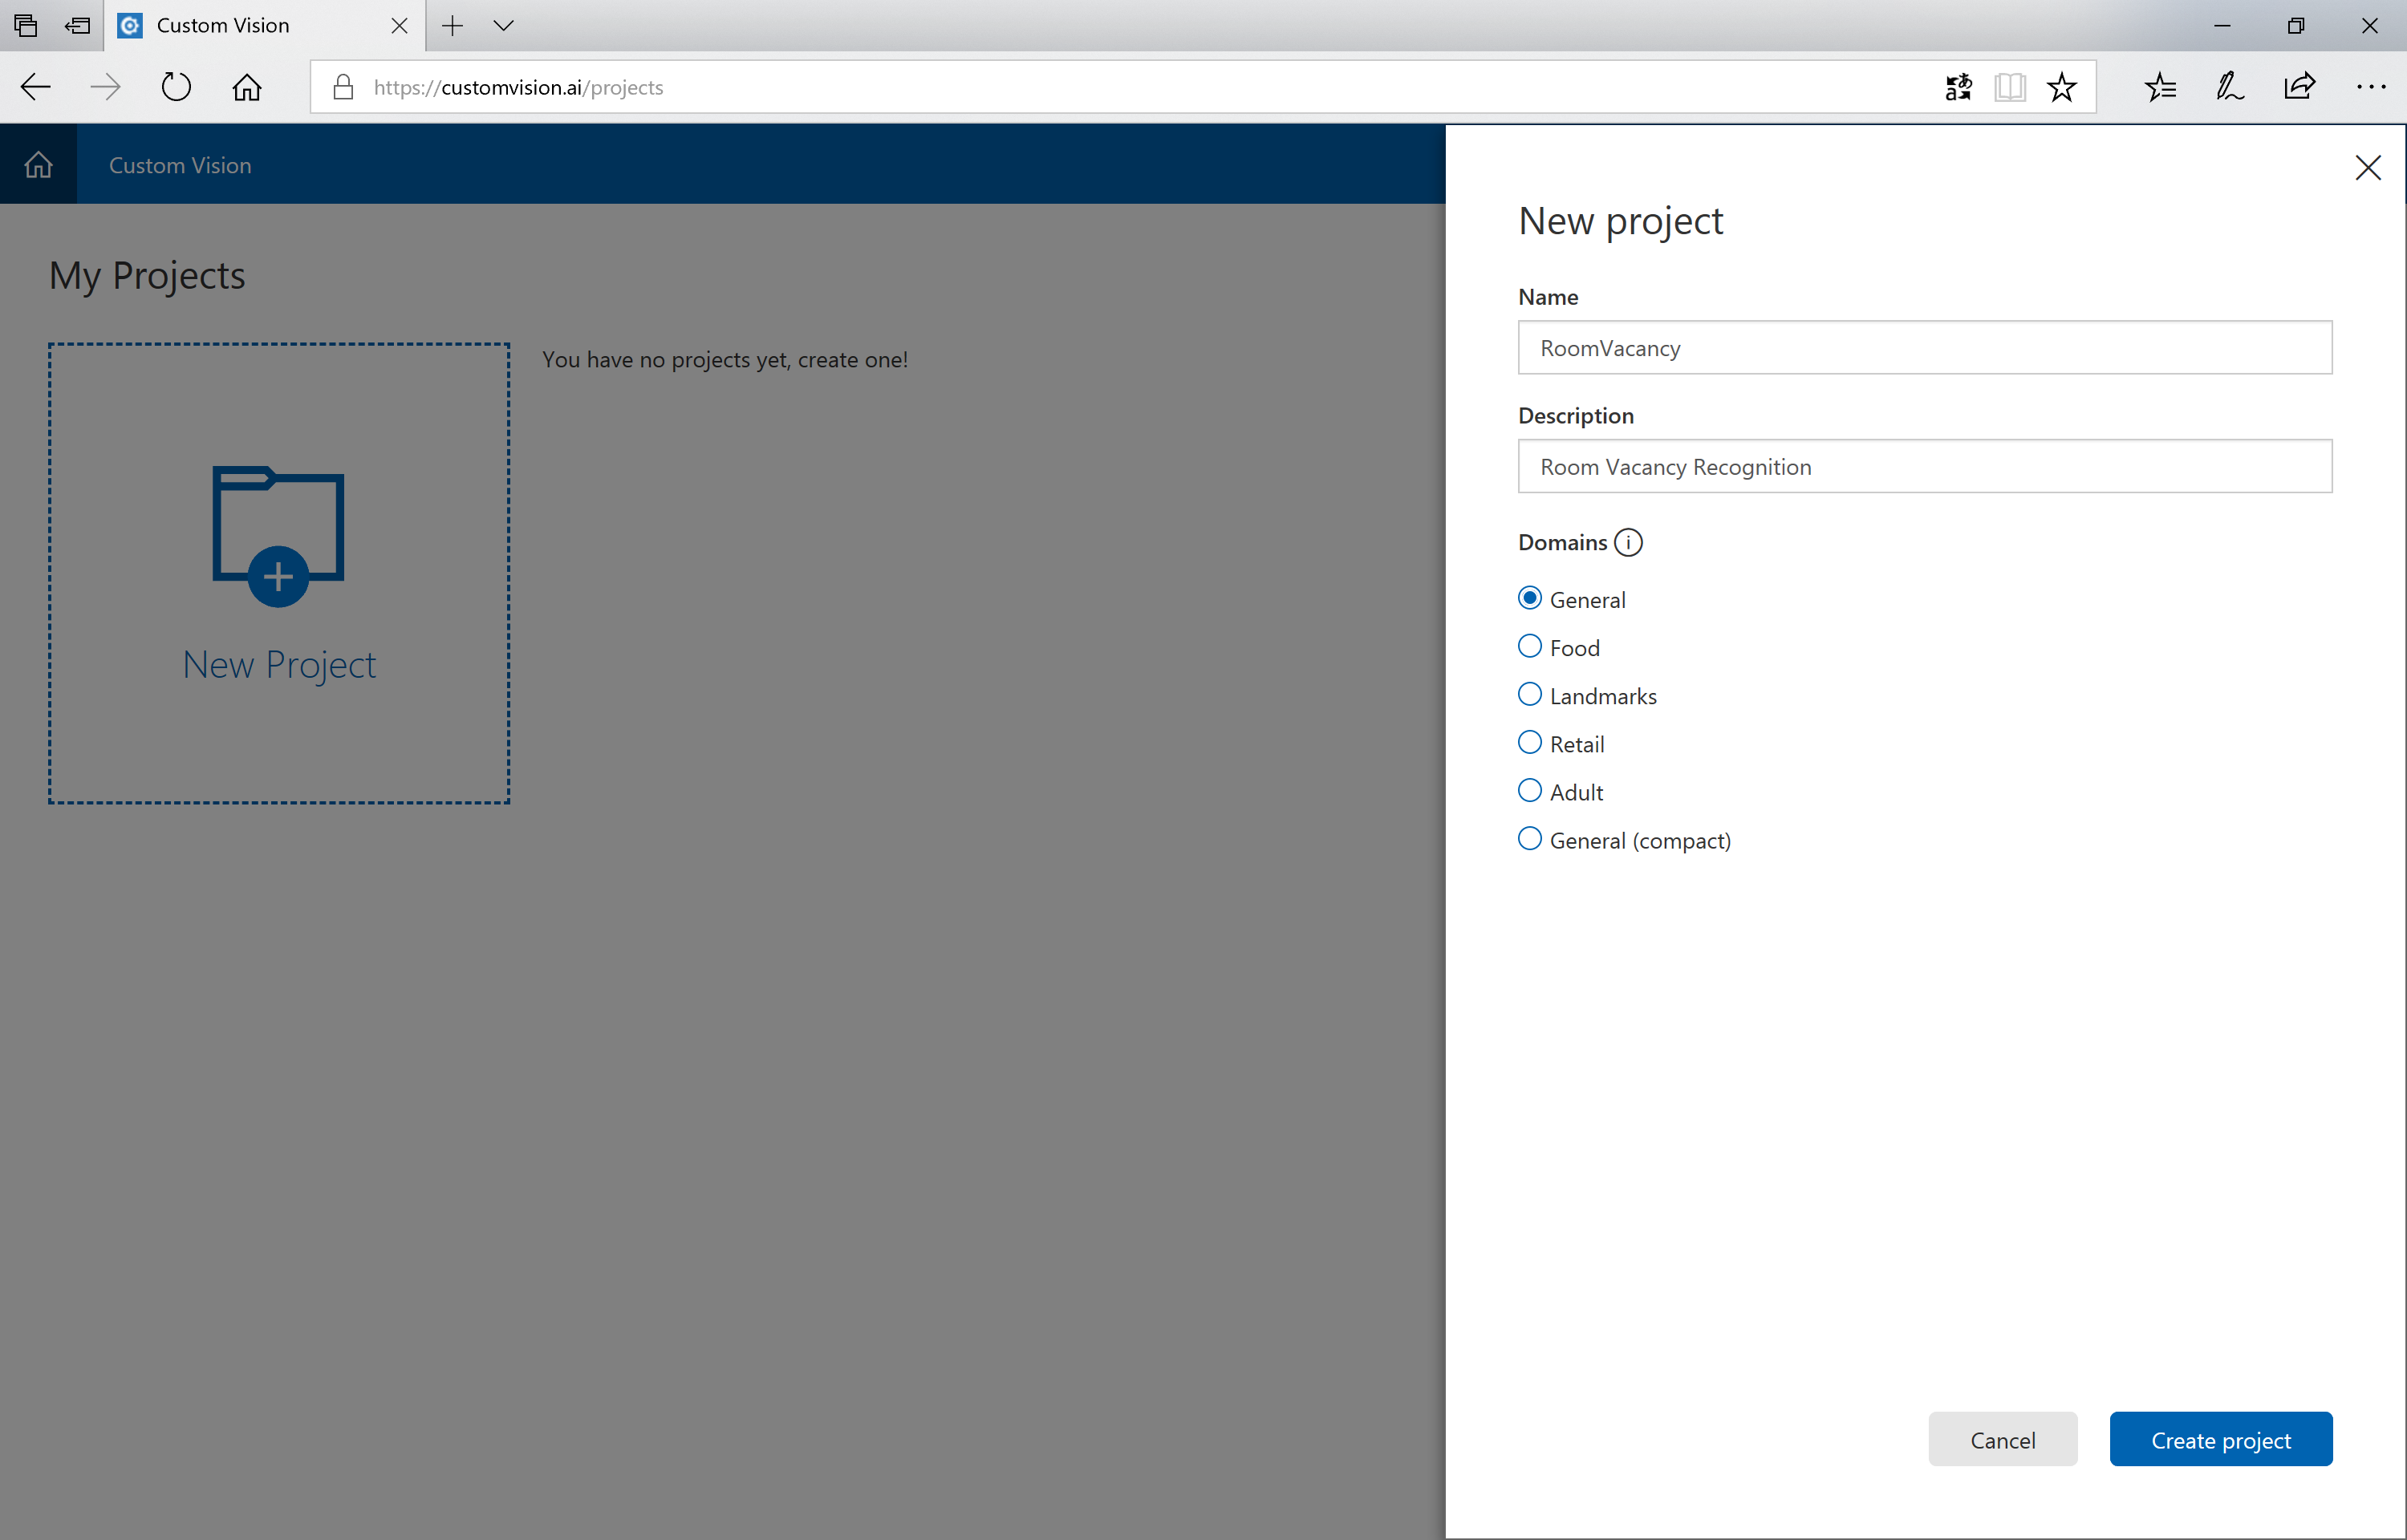 Custom Vision
https://customvision.ai/projects
Custom Vision
My Projects
You have no projects yet, create one!
New Project
New project
Name
RoomVacancy
Description
Room Vacancy Recognition
Domains
General
Food
Landmarks
Retail
Adult
General (compact)
Cancel
Create project